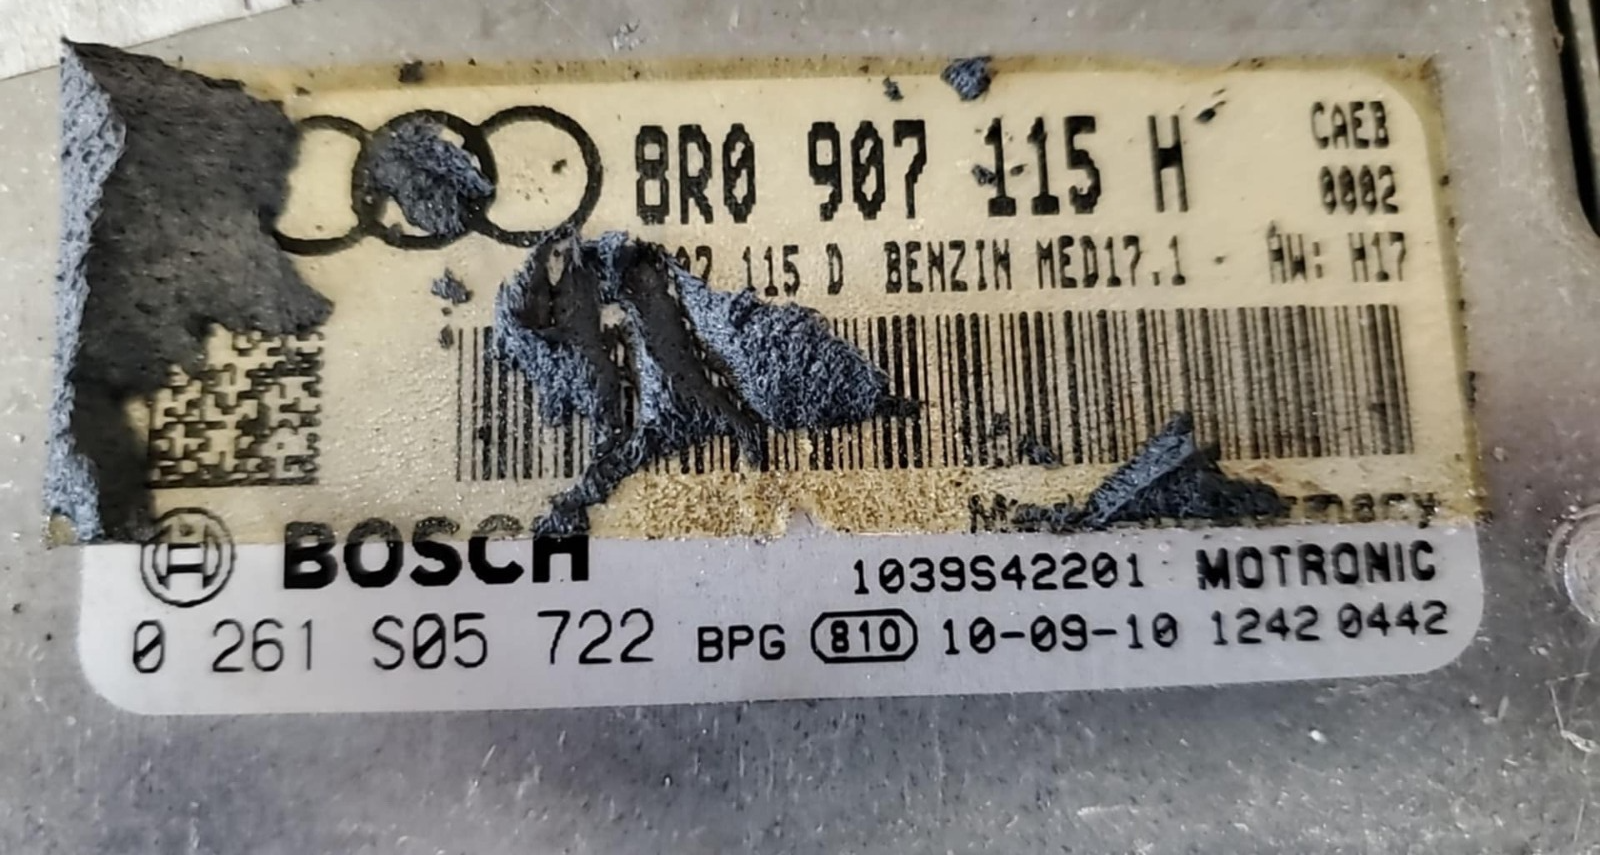 8R0 907 115 H CAEB
0002
115 D BENZIN MED17.1 - AW: H17
BOSCH
1039S42201 MOTRONIC
0 261 S05 722 BPG 810 10-09-10 1242 0442